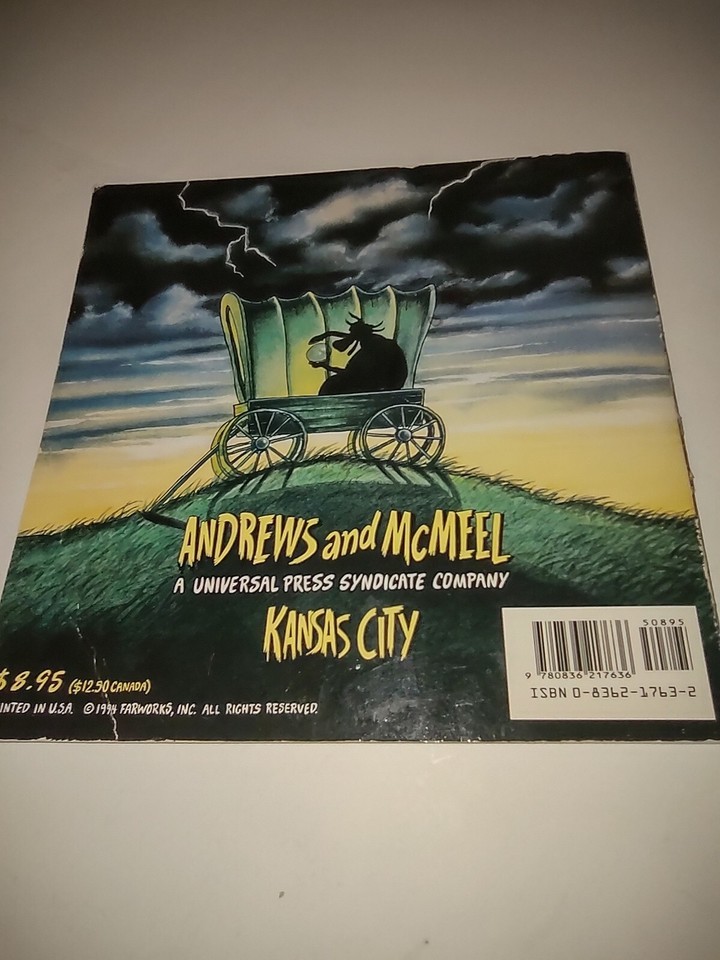 ANDREWS and McMEEL
A UNIVERSAL PRESS SYNDICATE COMPANY
KANSAS CITY
$8.95 ($12.50 CANADA)
INTED IN U.S.A. © 1994 FARWORKS, INC. ALL RIGHTS RESERVED.
50895
9 780836 217636
ISBN 0-8362-1763-2